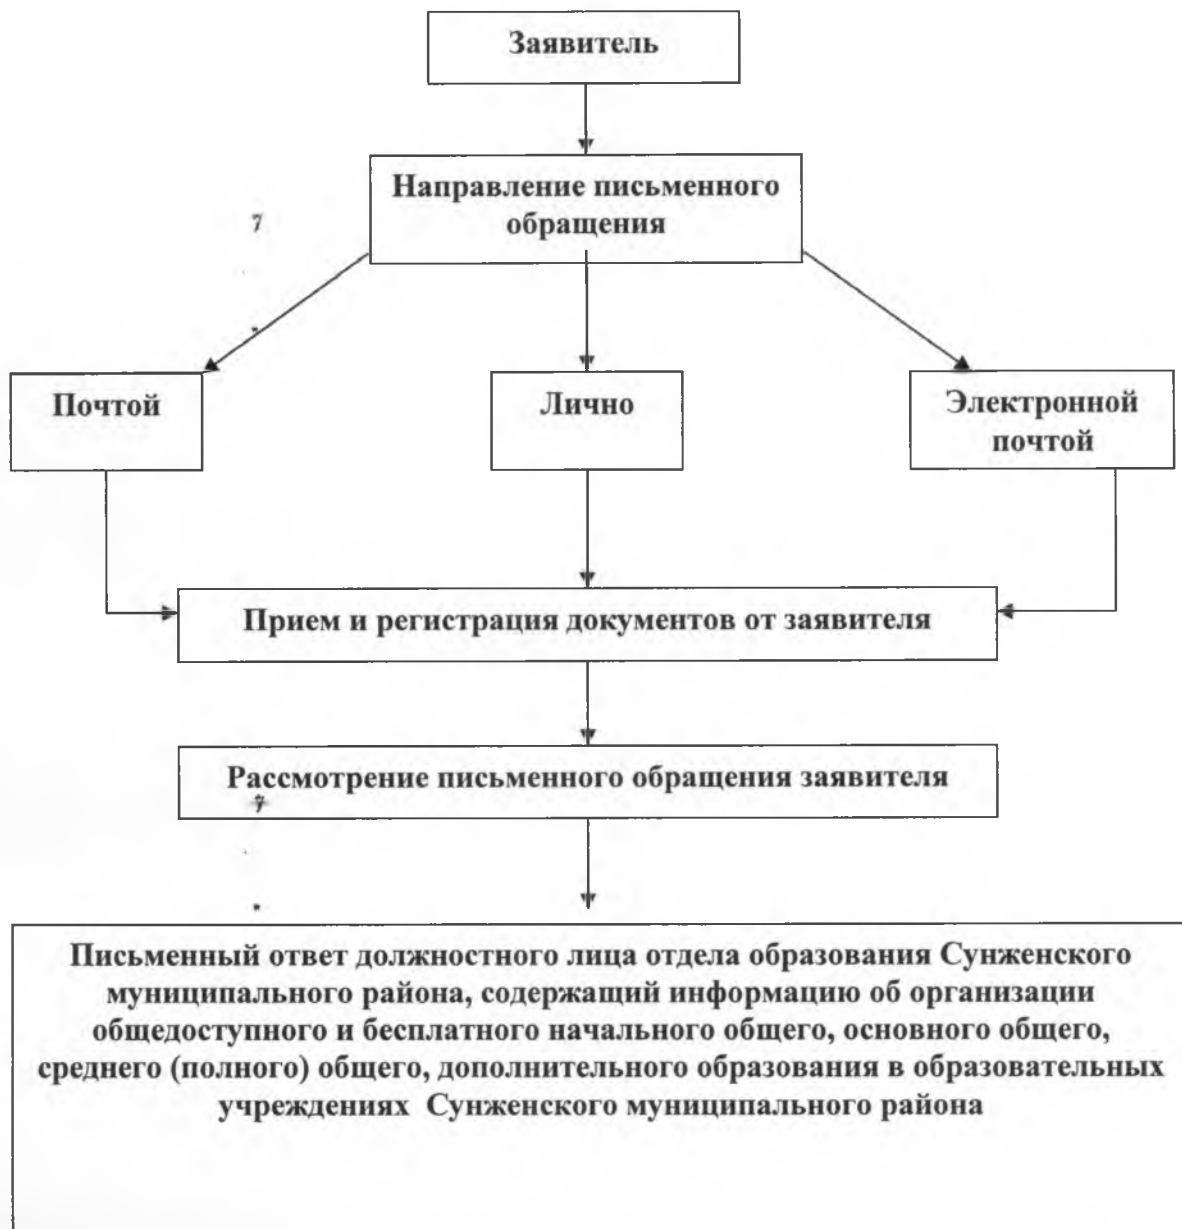 Заявитель
Направление письменного
обращения
7
Почтой
Лично
Электронной
почтой
Прием и регистрация документов от заявителя
Рассмотрение письменного обращения заявителя
7
Письменный ответ должностного лица отдела образования Сунженского
муниципального района, содержащий информацию об организации
общедоступного и бесплатного начального общего, основного общего,
среднего (полного) общего, дополнительного образования в образовательных
учреждениях Сунженского муниципального района